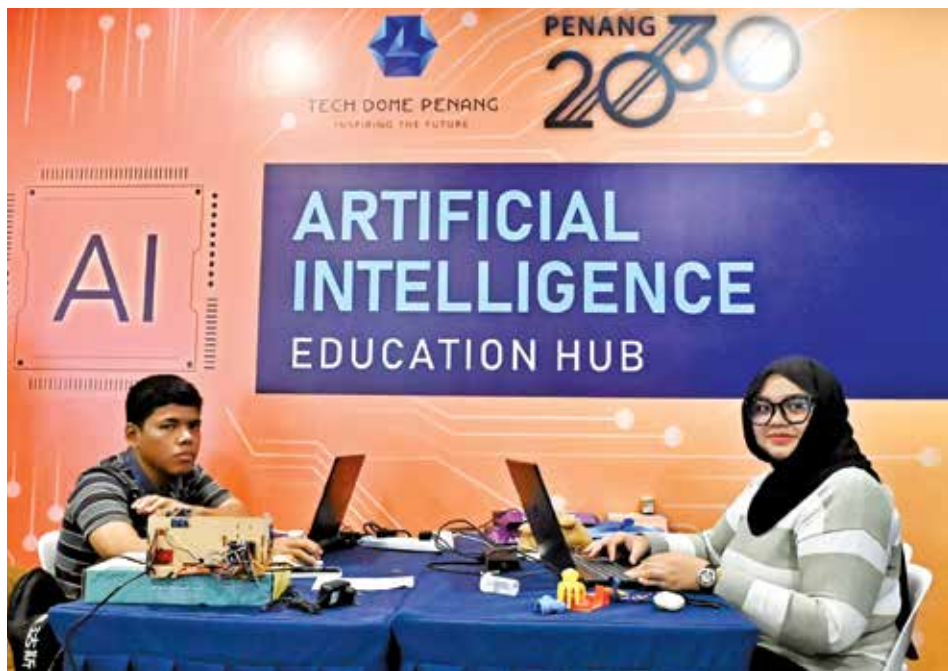 PENANG
2030
TECH DOME PENANG
INSPIRING THE FUTURE
AI
ARTIFICIAL
INTELLIGENCE
EDUCATION HUB